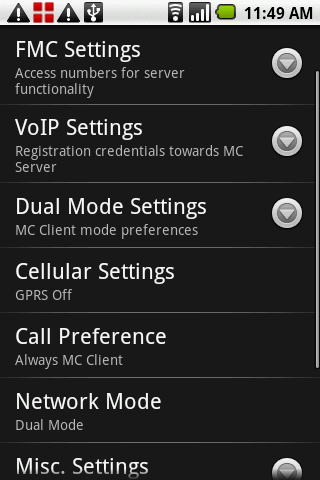 11:49 AM
FMC Settings
Access numbers for server
functionality
VoIP Settings
Registration credentials towards MC
Server
Dual Mode Settings
MC Client mode preferences
Cellular Settings
GPRS Off
Call Preference
Always MC Client
Network Mode
Dual Mode
Misc. Settings